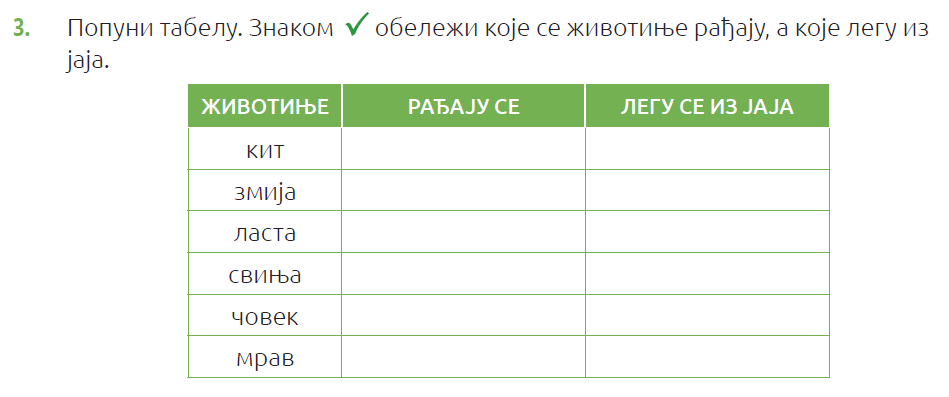 3. Попуни табелу. Знаком ✓ обележи које се животиње рађају, а које легу из
јаја.
ЖИВОТИЊЕ РАЂАЈУ СЕ ЛЕГУ СЕ ИЗ ЈАЈА
кит
змија
ласта
свиња
човек
мрав